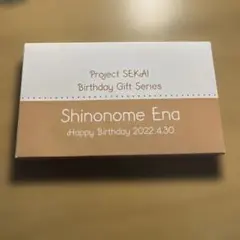 Project SEKAI
Birthday Gift Series
Shinonome Ena
Happy Birthday 2022.4.30